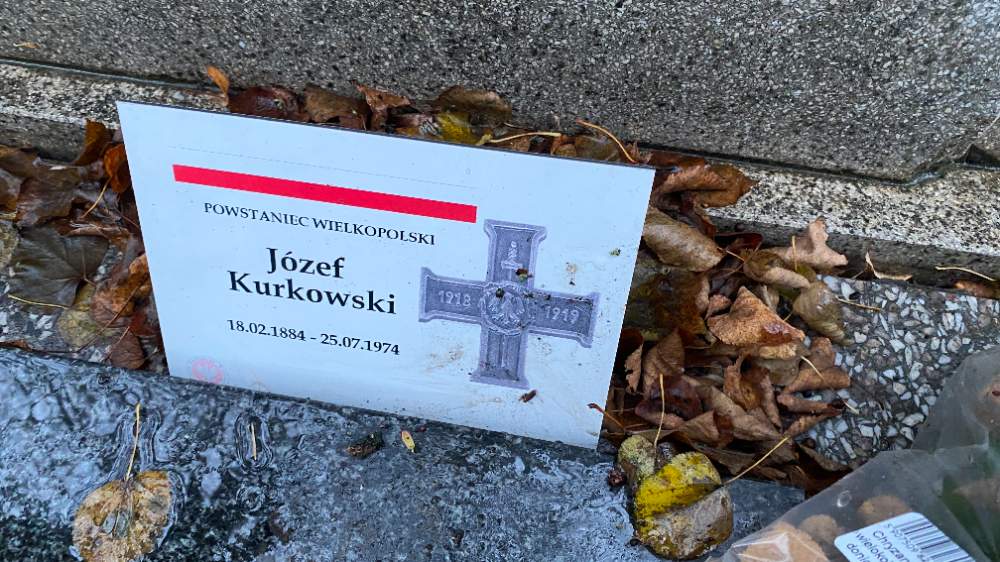 POWSTANIEC WIELKOPOLSKI
Józef
Kurkowski
18.02.1884 - 25.07.1974
1918
1919